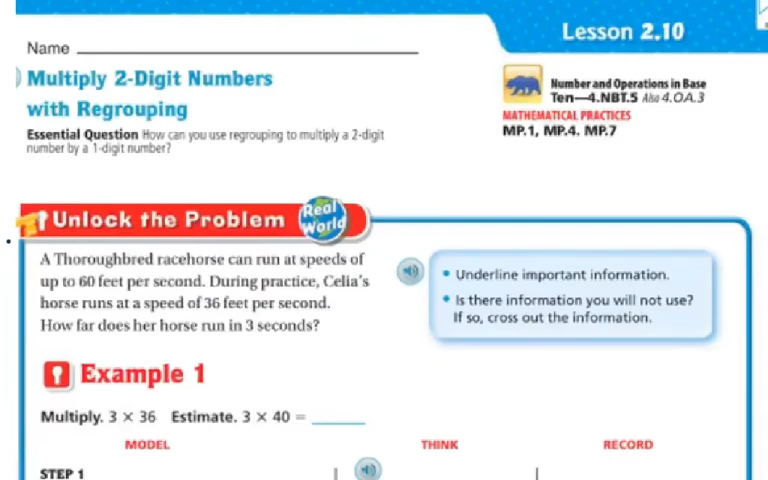 Lesson 2.10
Name
Multiply 2-Digit Numbers
with Regrouping
Essential Question How can you use regrouping to multiply a 2-digit
number by a 1-digit number?
Number and Operations in Base
Ten—4.NBT.5 Also 4.OA.3
MATHEMATICAL PRACTICES
MP.1, MP.4. MP.7
Unlock the Problem
Real
World
A Thoroughbred racehorse can run at speeds of
up to 60 feet per second. During practice, Celia's
horse runs at a speed of 36 feet per second.
How far does her horse run in 3 seconds?
• Underline important information.
• Is there information you will not use?
If so, cross out the information.
Example 1
Multiply. 3 × 36 Estimate. 3 × 40 =
MODEL THINK RECORD
STEP 1